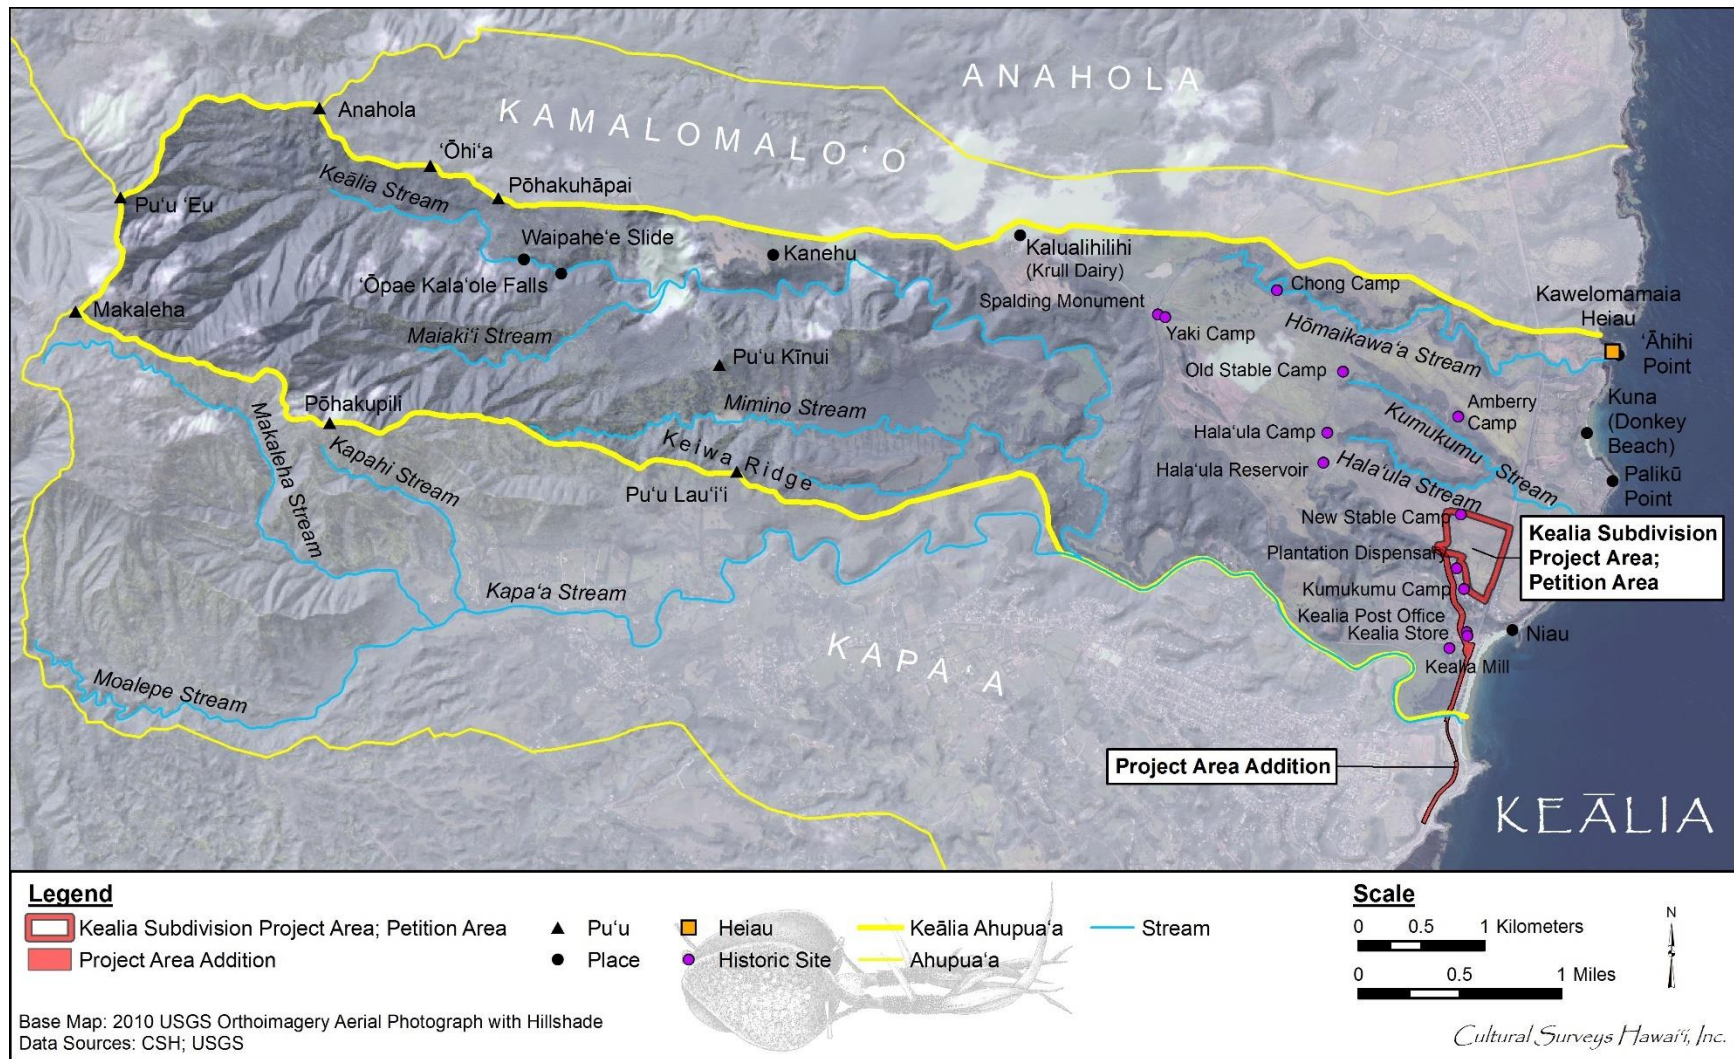 ANAHOLA
KAMALOMALO‘O
Anahola
‘Ōhi‘a
Keālia Stream
Pōhakuhāpai
Pu‘u ‘Eu
Waipahe‘e Slide
Kanehu
Kalualihilihi
(Krull Dairy)
‘Ōpae Kala‘ole Falls
Chong Camp
Kawelomamaia
Heiau
Makaleha
Spalding Monument
Yaki Camp
Hōmaikawa‘a Stream
‘Āhihi
Point
Maiaki‘i Stream
Pu‘u Kīnui
Old Stable Camp
Pōhakupili
Mimino Stream
Amberry
Camp
Kuna
(Donkey
Beach)
Kumukumu Stream
Makaleha Stream
Kapahi Stream
Keiwa Ridge
Hala‘ula Camp
Hala‘ula Reservoir
Hala‘ula Stream
Pu‘u Lau‘i‘i
Palikū
Point
New Stable Camp
Kealia Subdivision
Project Area;
Petition Area
Plantation Dispensary
Kapa‘a Stream
Kumukumu Camp
Kealia Post Office
Kealia Store
Niau
KAPA‘A
Kealia Mill
Moalepe Stream
Project Area Addition
KEĀLIA
Legend
Kealia Subdivision Project Area; Petition Area
Project Area Addition
Pu‘u
Place
Heiau
Historic Site
Keālia Ahupua‘a
Ahupua‘a
Stream
Scale
0 0.5 1 Kilometers
0 0.5 1 Miles
N
Base Map: 2010 USGS Orthoimagery Aerial Photograph with Hillshade
Data Sources: CSH; USGS
Cultural Surveys Hawai‘i, Inc.